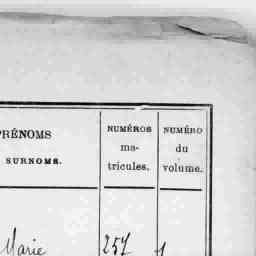 PRÉNOMS
SURNOMS.
NUMÉROS
ma-
tricules.
NUMÉRO
du
volume.
Marie 257 1